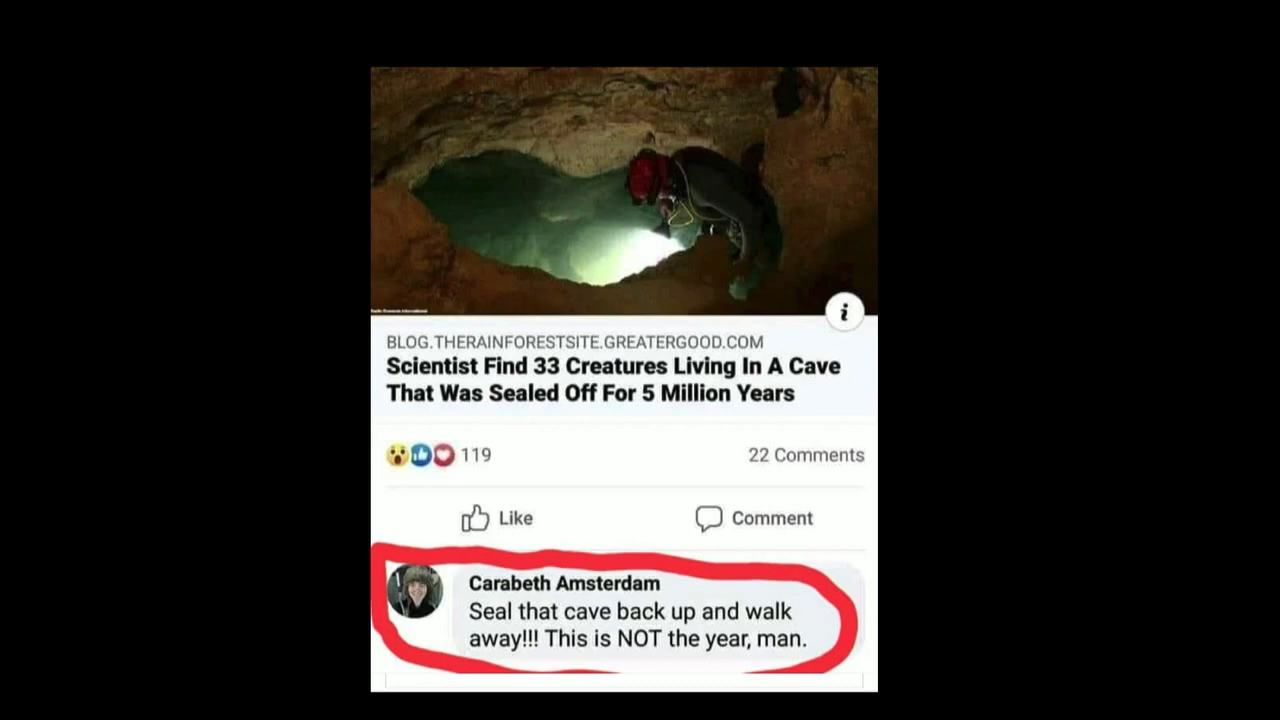 BLOG.THERAINFORESTSITE.GREATERGOOD.COM
Scientist Find 33 Creatures Living In A Cave
That Was Sealed Off For 5 Million Years
119
22 Comments
Like
Comment
Carabeth Amsterdam
Seal that cave back up and walk
away!!! This is NOT the year, man.